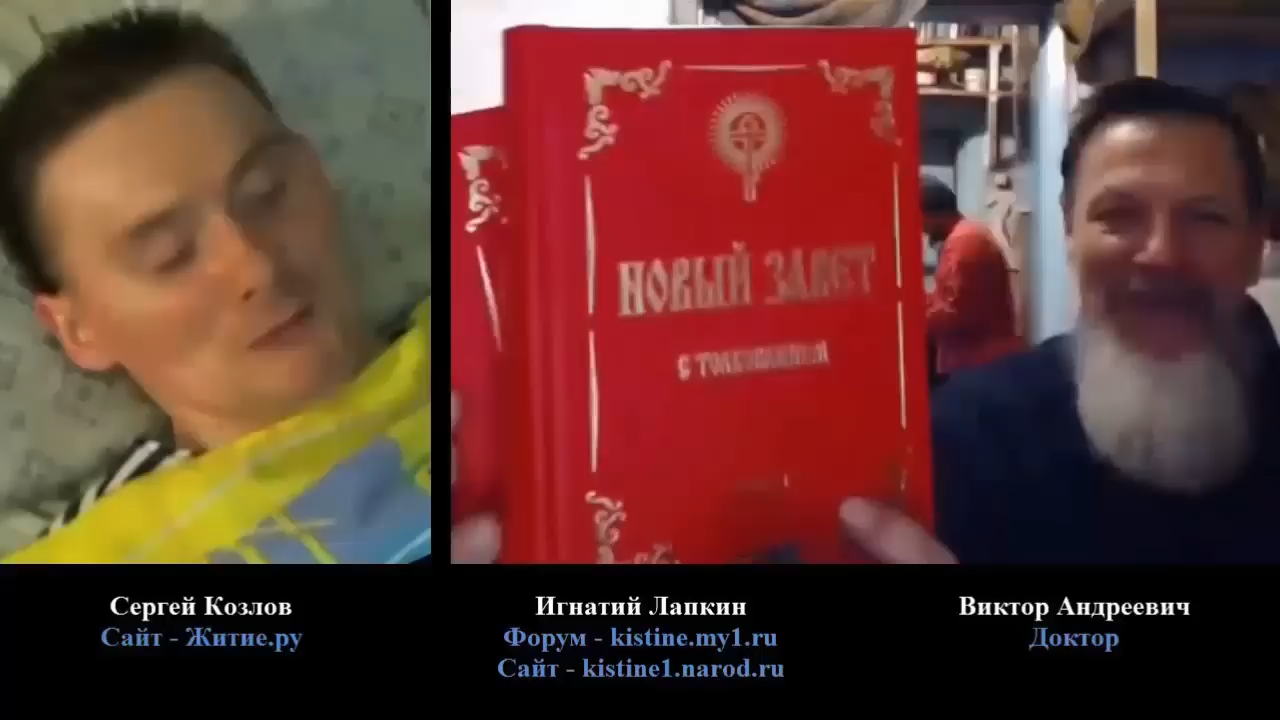 НОВЫЙ ЗАВЕТ
С ТОЛКОВАНИЕМ
Сергей Козлов
Сайт - Житие.ру
Игнатий Лапкин
Форум - kistine.my1.ru
Сайт - kistine1.narod.ru
Виктор Андреевич
Доктор